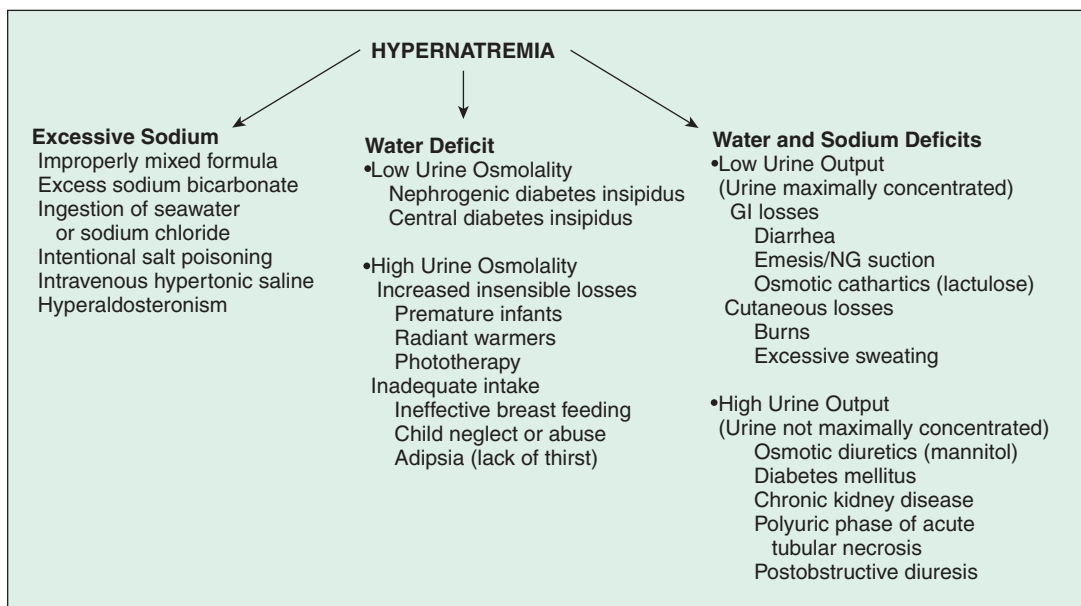 HYPERNATREMIA
Excessive Sodium
Improperly mixed formula
Excess sodium bicarbonate
Ingestion of seawater
or sodium chloride
Intentional salt poisoning
Intravenous hypertonic saline
Hyperaldosteronism
Water Deficit
•Low Urine Osmolality
Nephrogenic diabetes insipidus
Central diabetes insipidus
•High Urine Osmolality
Increased insensible losses
Premature infants
Radiant warmers
Phototherapy
Inadequate intake
Ineffective breast feeding
Child neglect or abuse
Adipsia (lack of thirst)
Water and Sodium Deficits
•Low Urine Output
(Urine maximally concentrated)
GI losses
Diarrhea
Emesis/NG suction
Osmotic cathartics (lactulose)
Cutaneous losses
Burns
Excessive sweating
•High Urine Output
(Urine not maximally concentrated)
Osmotic diuretics (mannitol)
Diabetes mellitus
Chronic kidney disease
Polyuric phase of acute
tubular necrosis
Postobstructive diuresis